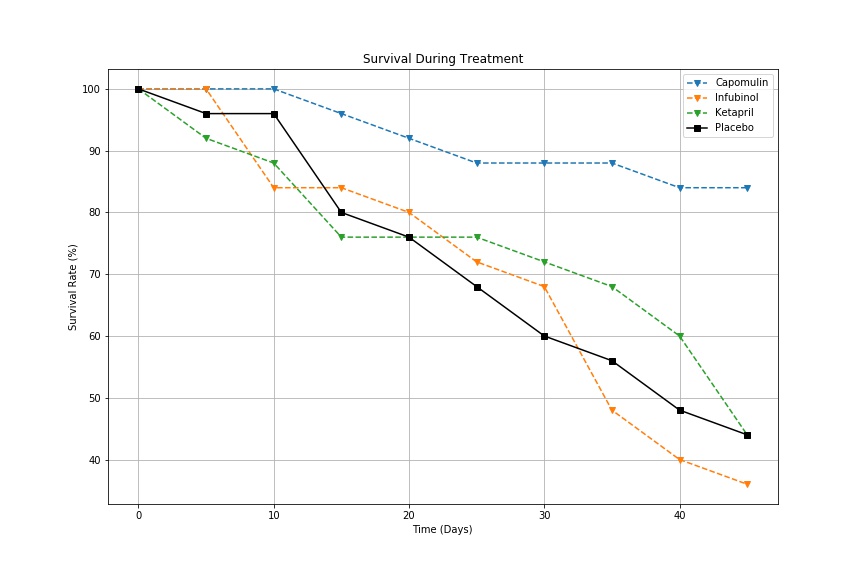 Survival During Treatment
Capomulin
Infubinol
Ketapril
Placebo
Survival Rate (%)
100
90
80
70
60
50
40
0 10 20 30 40
Time (Days)